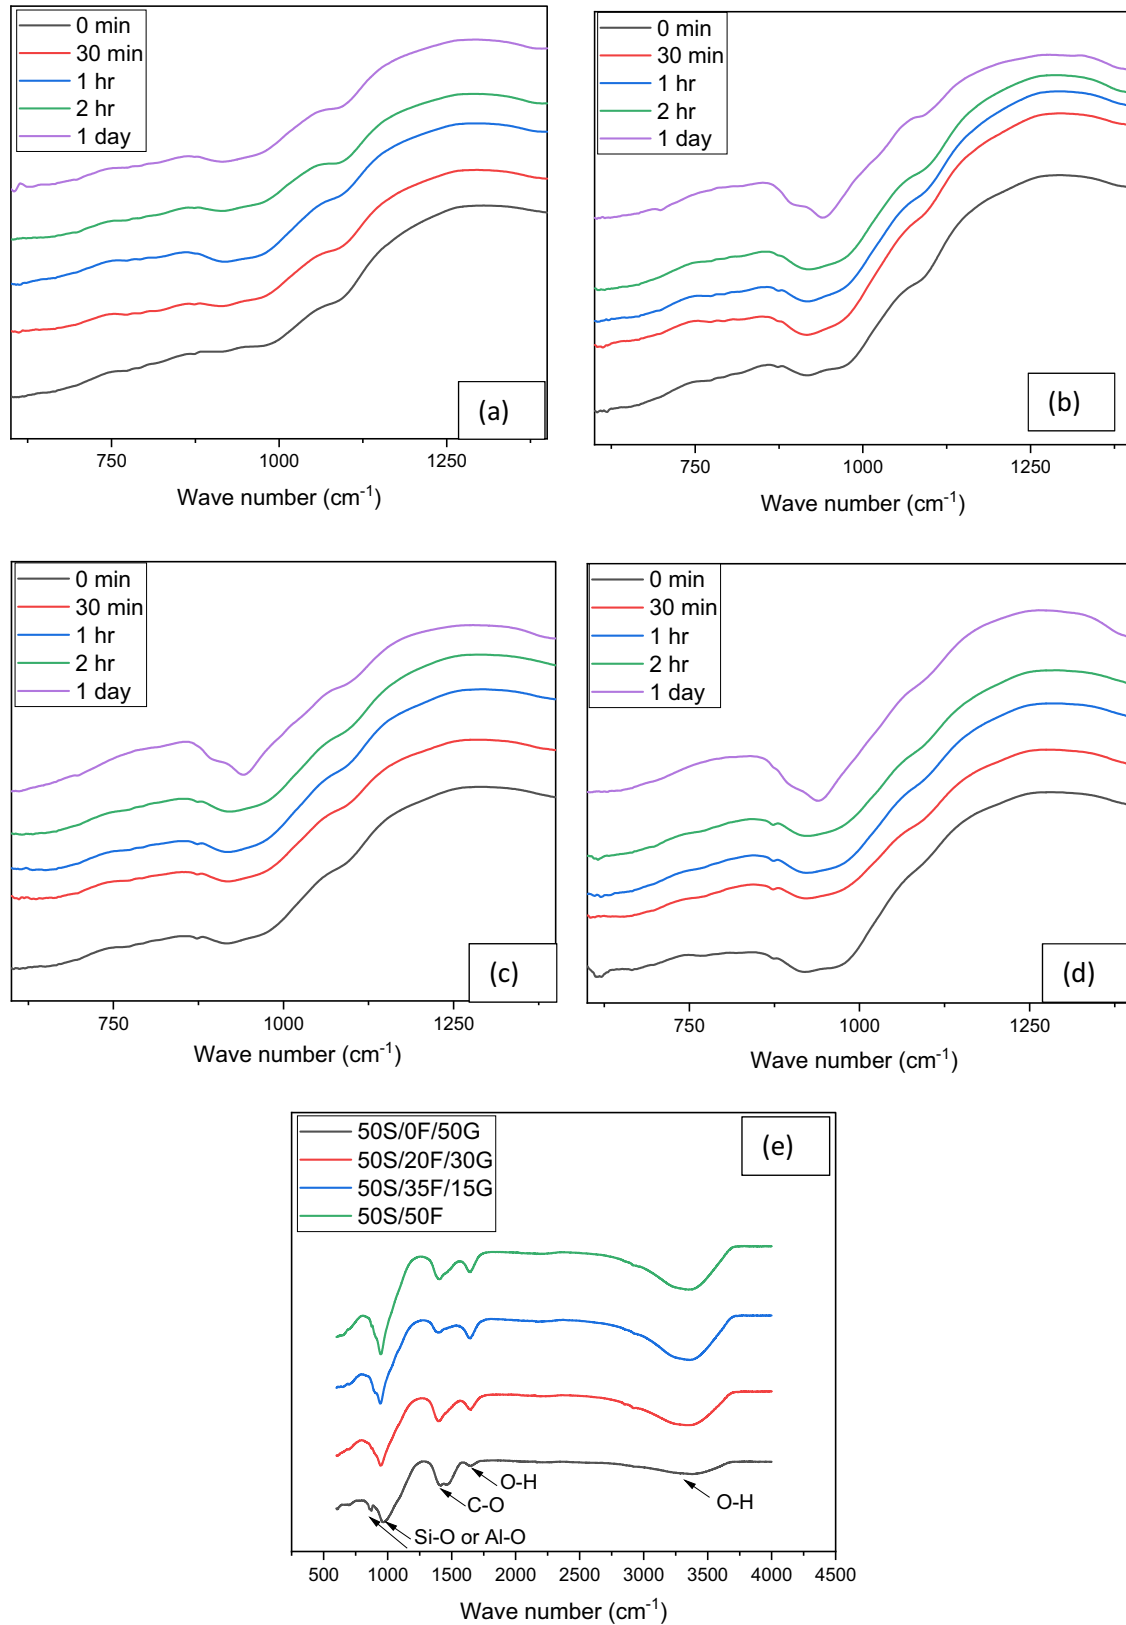 0 min
30 min
1 hr
2 hr
1 day
(a)
750
1000
1250
Wave number (cm⁻¹)
0 min
30 min
1 hr
2 hr
1 day
(b)
750
1000
1250
Wave number (cm⁻¹)
0 min
30 min
1 hr
2 hr
1 day
(c)
750
1000
1250
Wave number (cm⁻¹)
0 min
30 min
1 hr
2 hr
1 day
(d)
750
1000
1250
Wave number (cm⁻¹)
50S/0F/50G
50S/20F/30G
50S/35F/15G
50S/50F
(e)
O-H
C-O
O-H
Si-O or Al-O
500 1000 1500 2000 2500 3000 3500 4000 4500
Wave number (cm⁻¹)